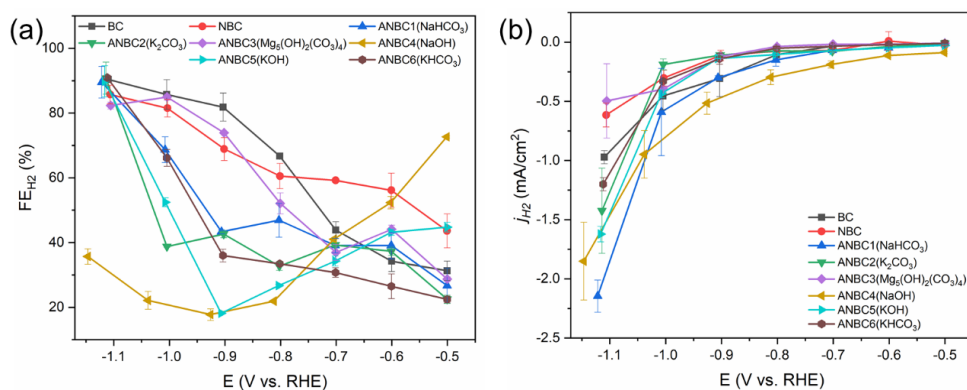 (a)
BC NBC ANBC1(NaHCO₃)
ANBC2(K₂CO₃) ANBC3(Mg₅(OH)₂(CO₃)₄) ANBC4(NaOH)
ANBC5(KOH) ANBC6(KHCO₃)
FE_H2 (%)
100
80
60
40
20
-1.1 -1.0 -0.9 -0.8 -0.7 -0.6 -0.5
E (V vs. RHE)
(b)
j_H2 (mA/cm²)
0.0
-0.5
-1.0
-1.5
-2.0
-2.5
BC
NBC
ANBC1(NaHCO₃)
ANBC2(K₂CO₃)
ANBC3(Mg₅(OH)₂(CO₃)₄)
ANBC4(NaOH)
ANBC5(KOH)
ANBC6(KHCO₃)
-1.1 -1.0 -0.9 -0.8 -0.7 -0.6 -0.5
E (V vs. RHE)